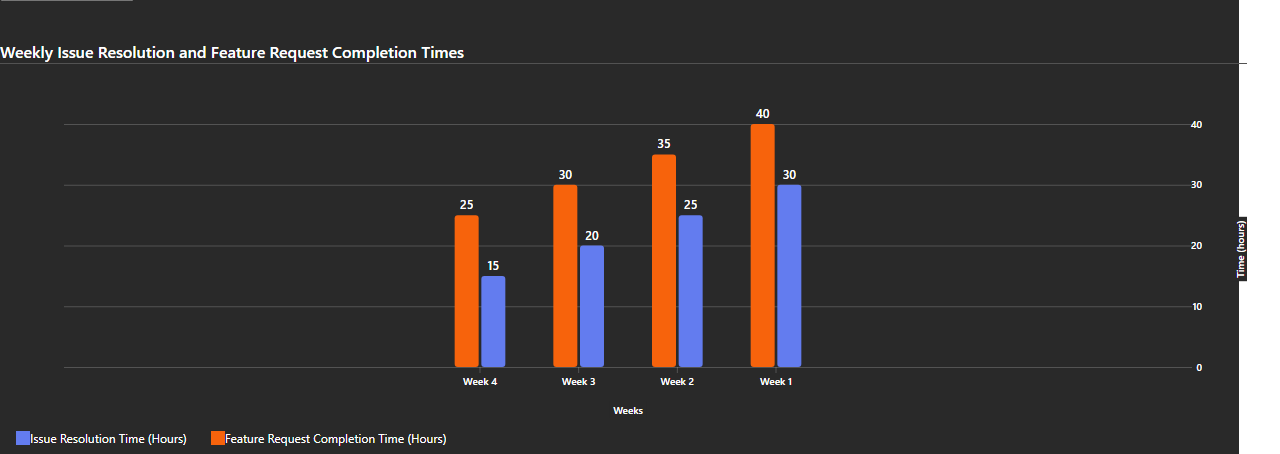 Weekly Issue Resolution and Feature Request Completion Times
40
40
35
30
30
30
25
25
20
20
15
10
0
Time (hours)
Week 4 Week 3 Week 2 Week 1
Weeks
Issue Resolution Time (Hours) Feature Request Completion Time (Hours)